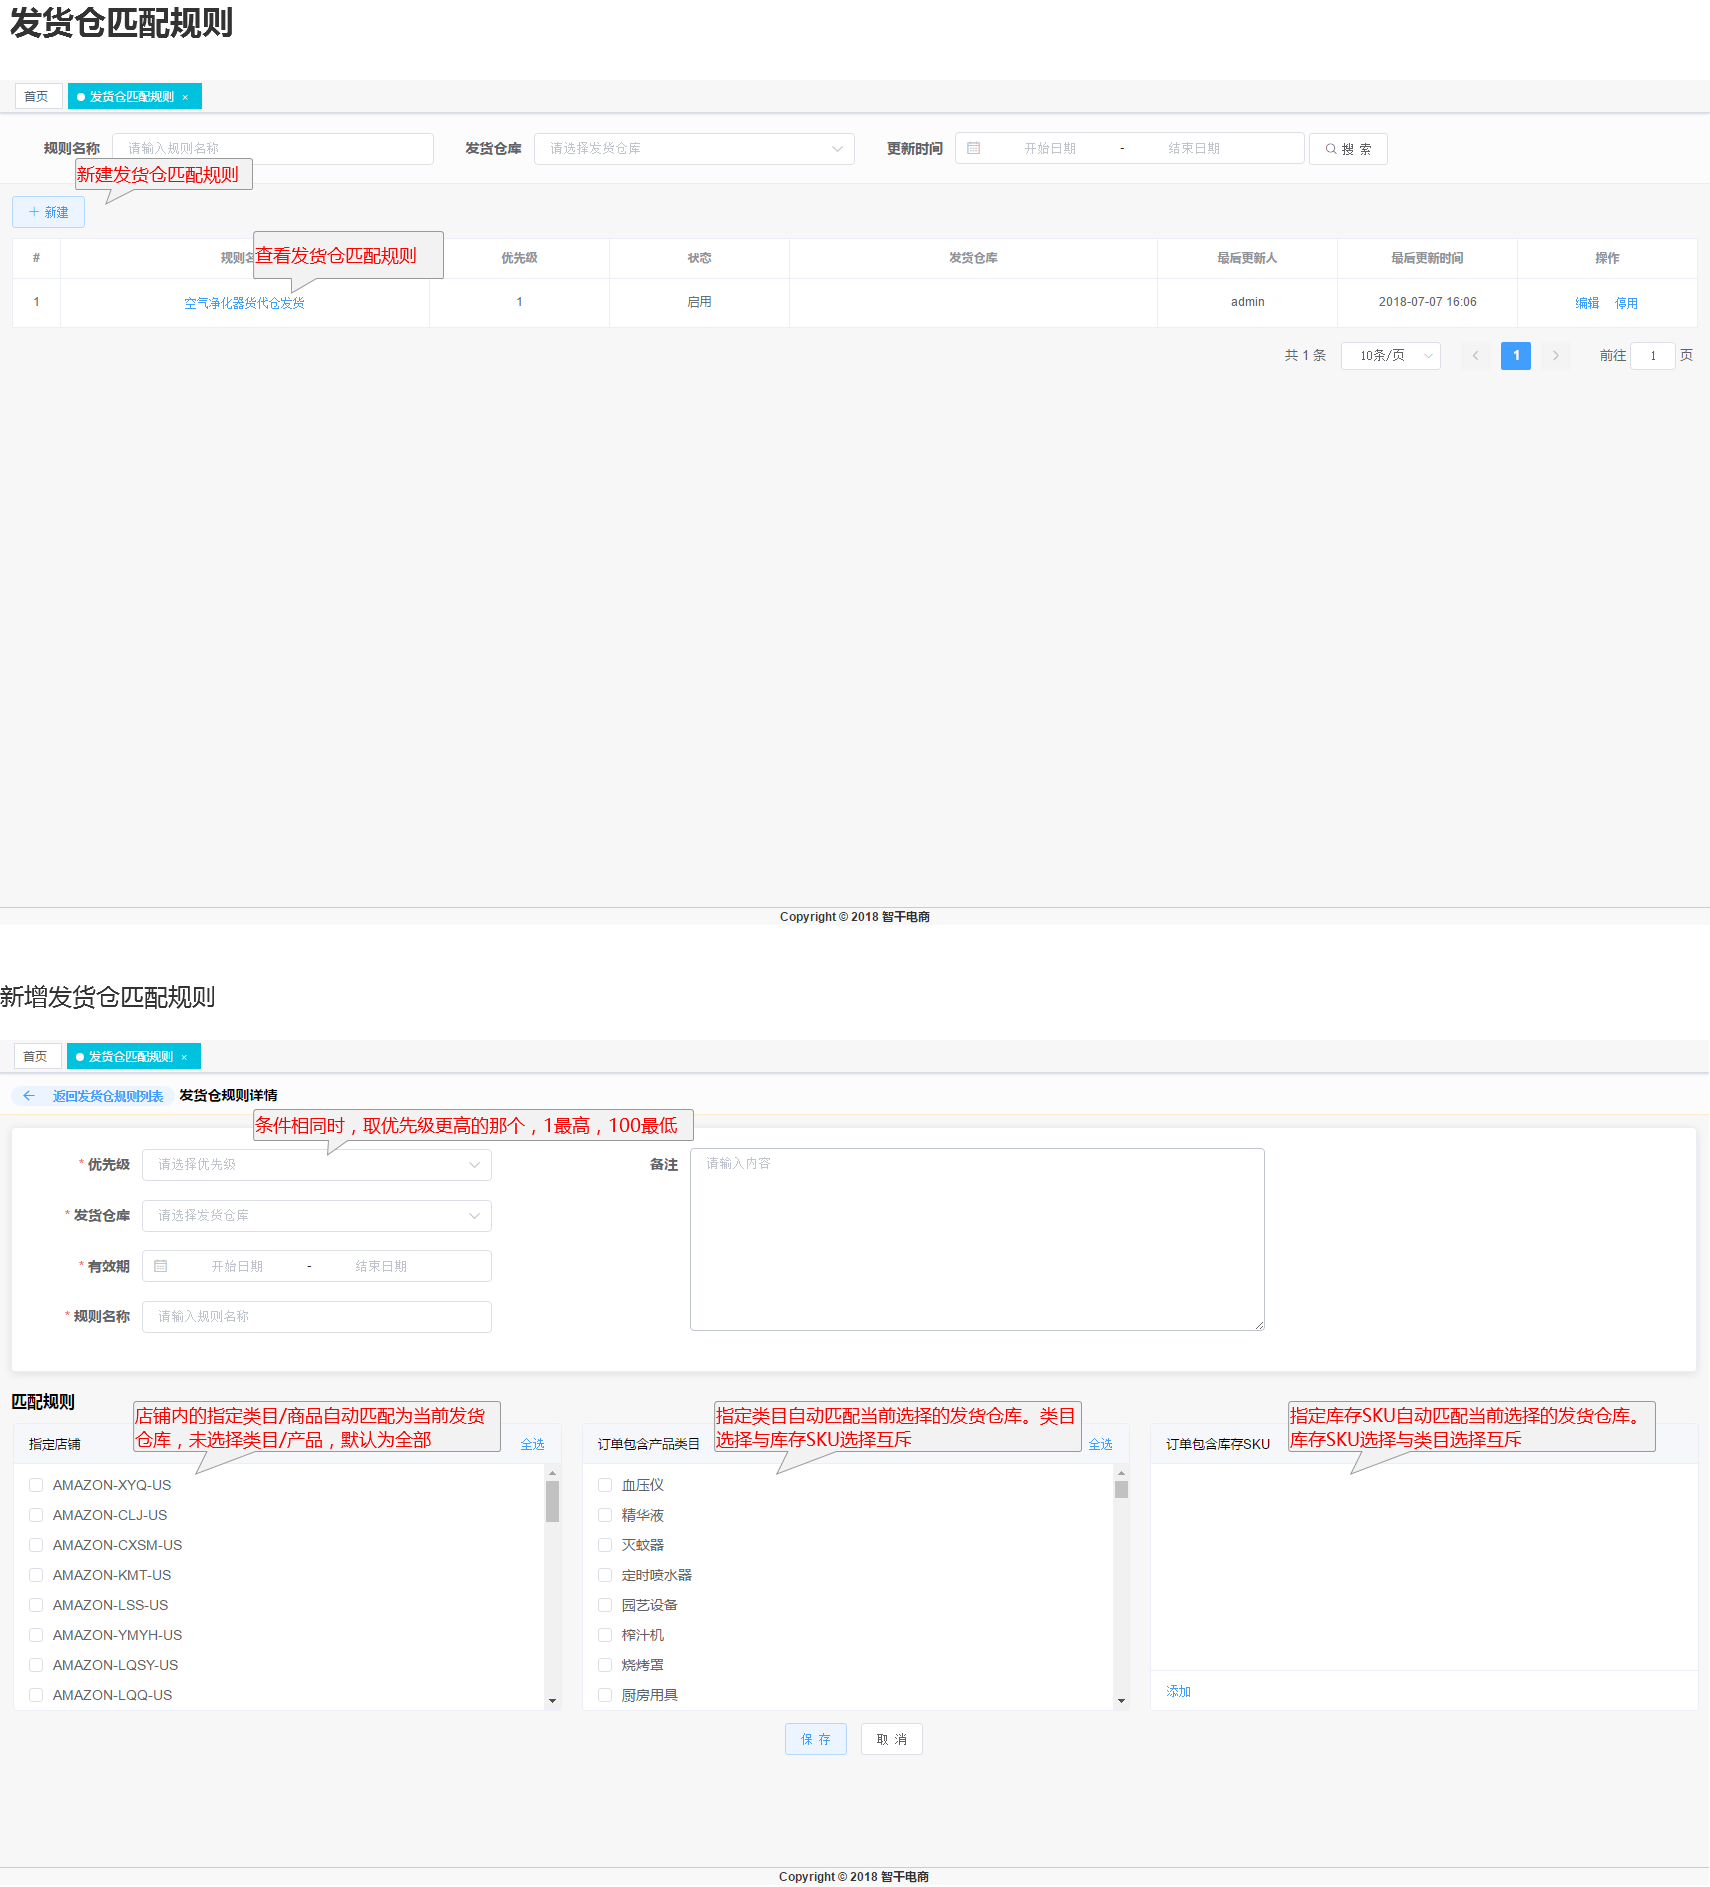 发货仓匹配规则
首页
发货仓匹配规则 ×
规则名称 请输入规则名称 发货仓库 请选择发货仓库 更新时间 开始日期 - 结束日期 搜 索
新建发货仓匹配规则
+ 新建
查看发货仓匹配规则
# 规则名 优先级 状态 发货仓库 最后更新人 最后更新时间 操作
1 空气净化器货代仓发货 1 启用 admin 2018-07-07 16:06 编辑 停用
共 1 条 10条/页 < 1 > 前往 1 页
Copyright © 2018 智干电商
新增发货仓匹配规则
首页
发货仓匹配规则 ×
← 返回发货仓规则列表 发货仓规则详情
条件相同时，取优先级更高的那个，1最高，100最低
* 优先级 请选择优先级 备注 请输入内容
* 发货仓库 请选择发货仓库
* 有效期 开始日期 - 结束日期
* 规则名称 请输入规则名称
匹配规则
店铺内的指定类目/商品自动匹配为当前发货
仓库，未选择类目/产品，默认为全部
指定类目自动匹配当前选择的发货仓库。类目
选择与库存SKU选择互斥
指定库存SKU自动匹配当前选择的发货仓库。
库存SKU选择与类目选择互斥
指定店铺 全选 订单包含产品类目 全选 订单包含库存SKU
AMAZON-XYQ-US 血压仪
AMAZON-CLJ-US 精华液
AMAZON-CXSM-US 灭蚊器
AMAZON-KMT-US 定时喷水器
AMAZON-LSS-US 园艺设备
AMAZON-YMYH-US 榨汁机
AMAZON-LQSY-US 烧烤罩
AMAZON-LQQ-US 厨房用具
添加
保 存 取 消
Copyright © 2018 智干电商